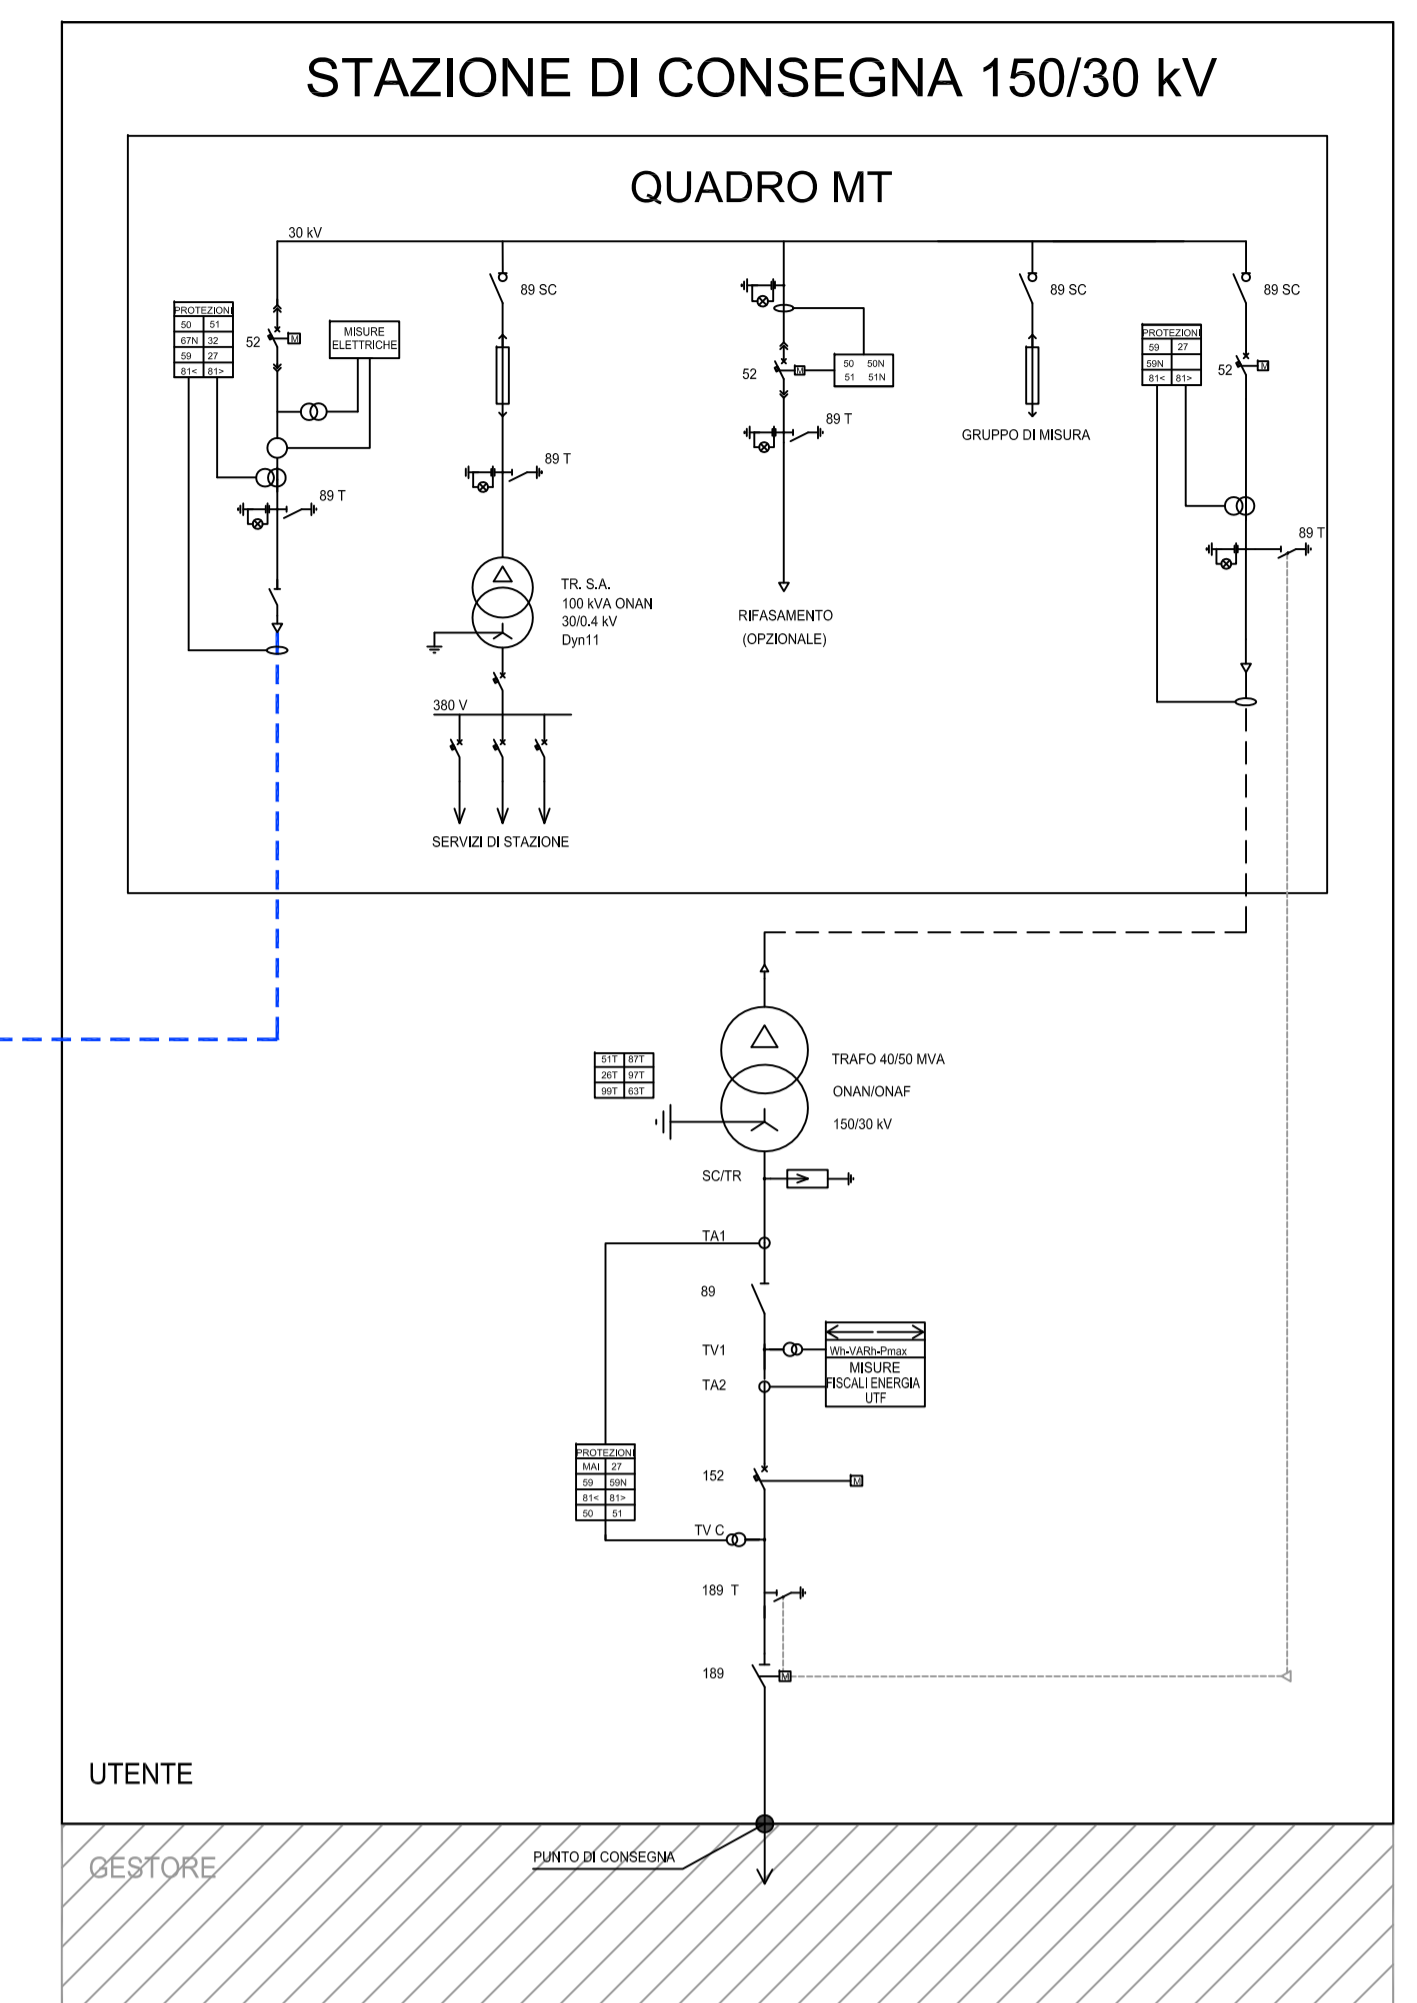 STAZIONE DI CONSEGNA 150/30 kV
QUADRO MT
30 kV
89 SC
89 SC
89 SC
PROTEZIONI
50 51
67N 32
59 27
81< 81>
52
M
MISURE
ELETTRICHE
89 T
89 T
TR. S.A.
100 kVA ONAN
30/0.4 kV
Dyn11
380 V
SERVIZI DI STAZIONE
52
M
50 50N
51 51N
89 T
RIFASAMENTO
(OPZIONALE)
GRUPPO DI MISURA
PROTEZIONI
59 27
59N
81< 81>
52
M
89 T
51T 87T
26T 97T
99T 63T
TRAFO 40/50 MVA
ONAN/ONAF
150/30 kV
SC/TR
TA1
89
TV1
TA2
Wh-VARh-Pmax
MISURE
FISCALI ENERGIA
UTF
PROTEZIONI
MAI 27
59 59N
81< 81>
50 51
152
M
TV C
189 T
189
M
UTENTE
PUNTO DI CONSEGNA
GESTORE